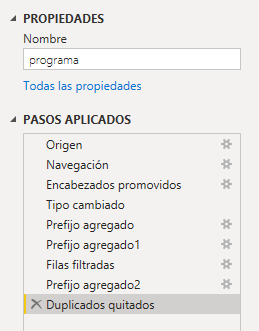 PROPIEDADES
Nombre
programa
Todas las propiedades
PASOS APLICADOS
Origen
Navegación
Encabezados promovidos
Tipo cambiado
Prefijo agregado
Prefijo agregado1
Filas filtradas
Prefijo agregado2
Duplicados quitados